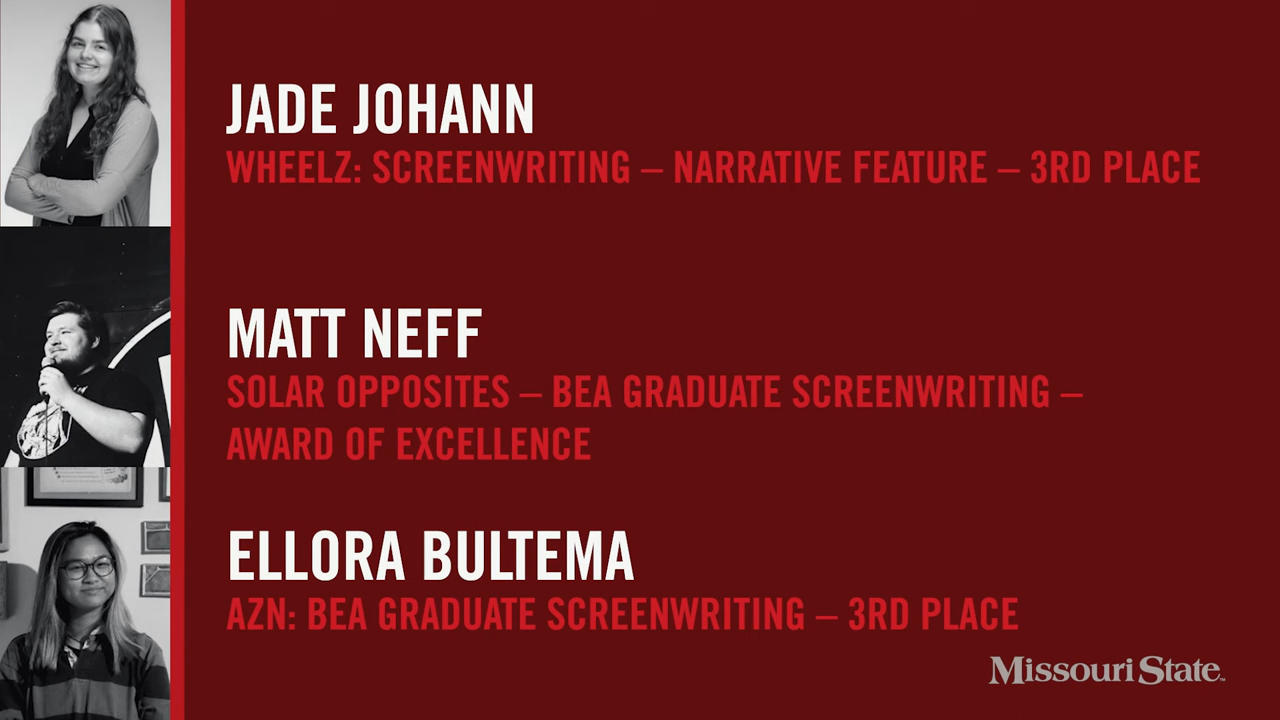 JADE JOHANN
WHEELZ: SCREENWRITING – NARRATIVE FEATURE – 3RD PLACE
MATT NEFF
SOLAR OPPOSITES – BEA GRADUATE SCREENWRITING –
AWARD OF EXCELLENCE
ELLORA BULTEMA
AZN: BEA GRADUATE SCREENWRITING – 3RD PLACE
MISSOURI STATE™